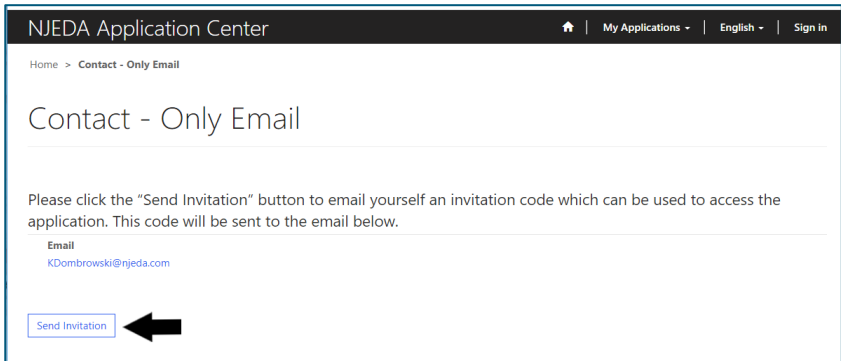 NJEDA Application Center
My Applications | English | Sign in
Home > Contact - Only Email
Contact - Only Email
Please click the “Send Invitation” button to email yourself an invitation code which can be used to access the
application. This code will be sent to the email below.
Email
KDombrowski@njeda.com
Send Invitation